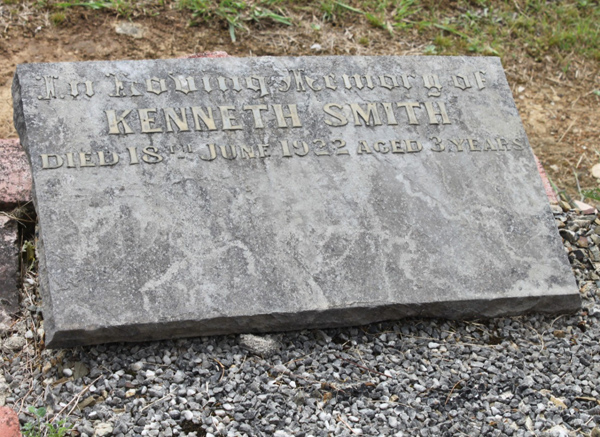 In Loving Memory of
KENNETH SMITH
DIED 18TH JUNE 1922 AGED 3 YEARS